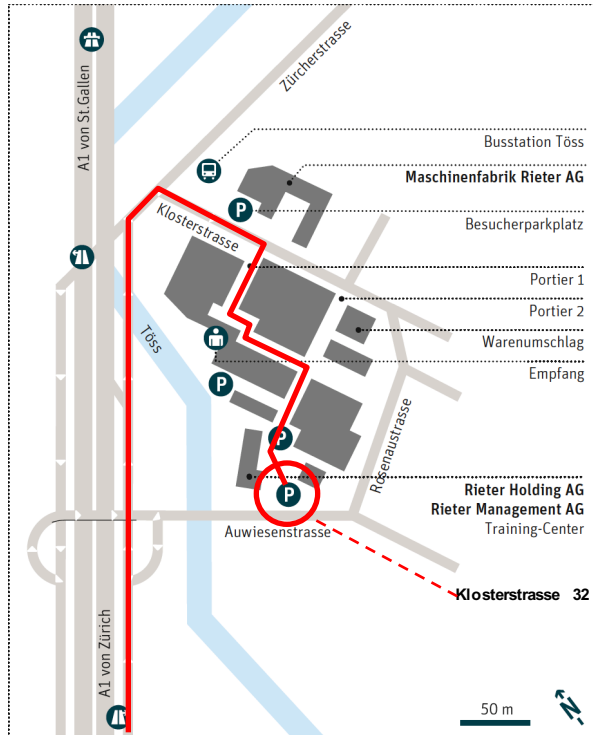 A1 von St.Gallen
Zürcherstrasse
Busstation Töss
Maschinenfabrik Rieter AG
P
Besucherparkplatz
Klosterstrasse
Portier 1
Portier 2
Töss
Warenumschlag
Empfang
P
Rosenaustrasse
P
P
Rieter Holding AG
Rieter Management AG
Training-Center
Auwiesenstrasse
Klosterstrasse 32
A1 von Zürich
50 m
N